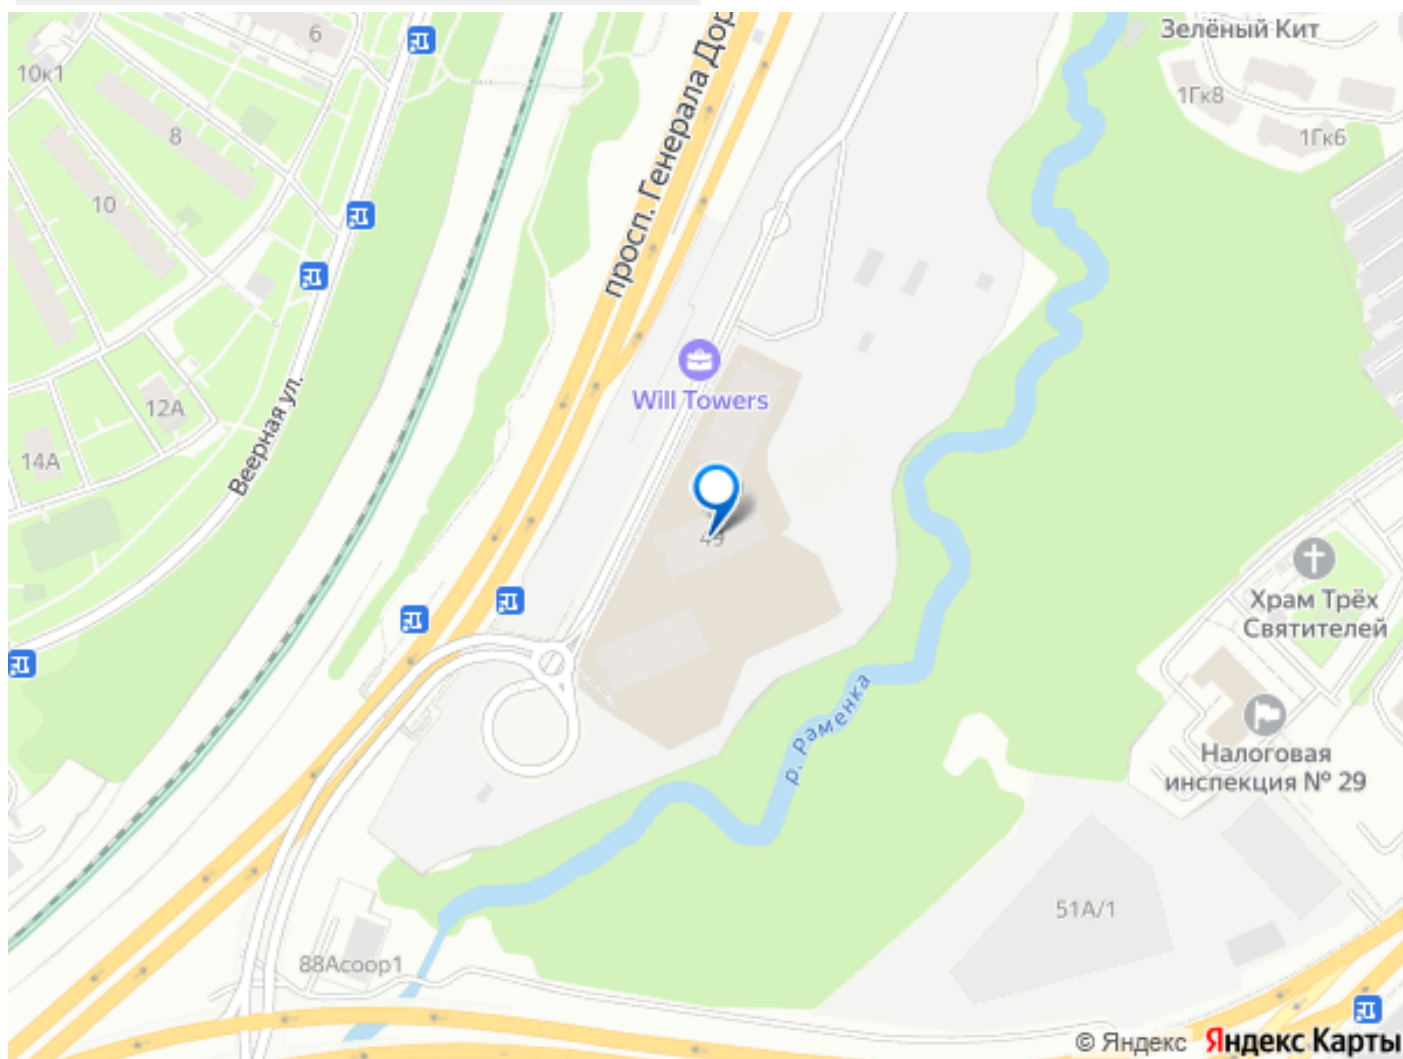 Зелёный Кит
6
10к1
1Гк8
8
1Гк6
просп. Генерала Дор
10
Will Towers
12А
14А
Веерная ул.
49
Храм Трёх
Святителей
р. Раменка
Налоговая
инспекция № 29
51А/1
88Асоор1
© Яндекс Яндекс Карты